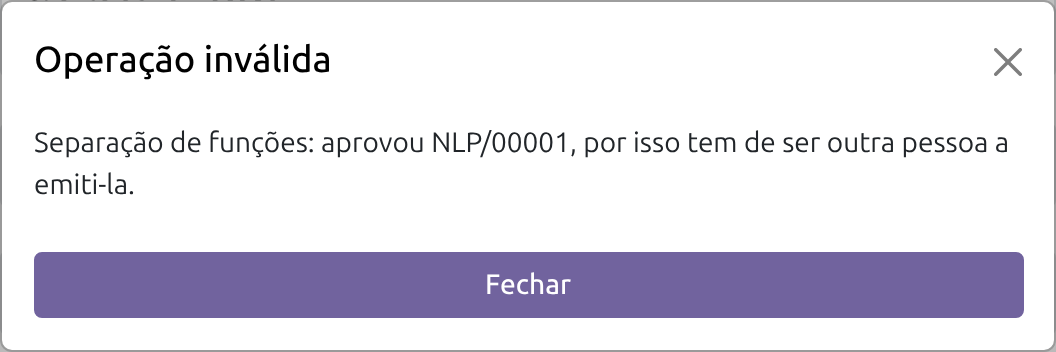 Operação inválida
Separação de funções: aprovou NLP/00001, por isso tem de ser outra pessoa a
emiti-la.
Fechar